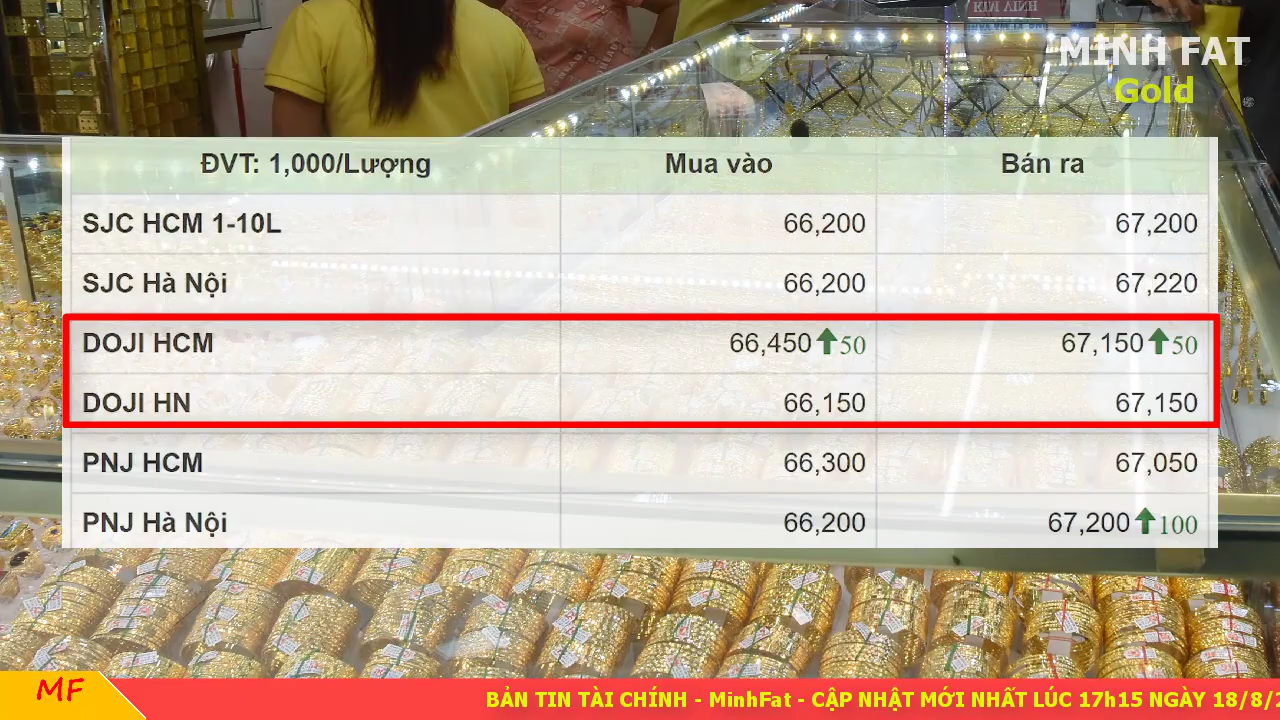 KIM VINH
MINH FAT
Gold
ĐVT: 1,000/Lượng Mua vào Bán ra
SJC HCM 1-10L 66,200 67,200
SJC Hà Nội 66,200 67,220
DOJI HCM 66,450 50 67,150 50
DOJI HN 66,150 67,150
PNJ HCM 66,300 67,050
PNJ Hà Nội 66,200 67,200 100
MF
BẢN TIN TÀI CHÍNH - MinhFat - CẬP NHẬT MỚI NHẤT LÚC 17h15 NGÀY 18/8/